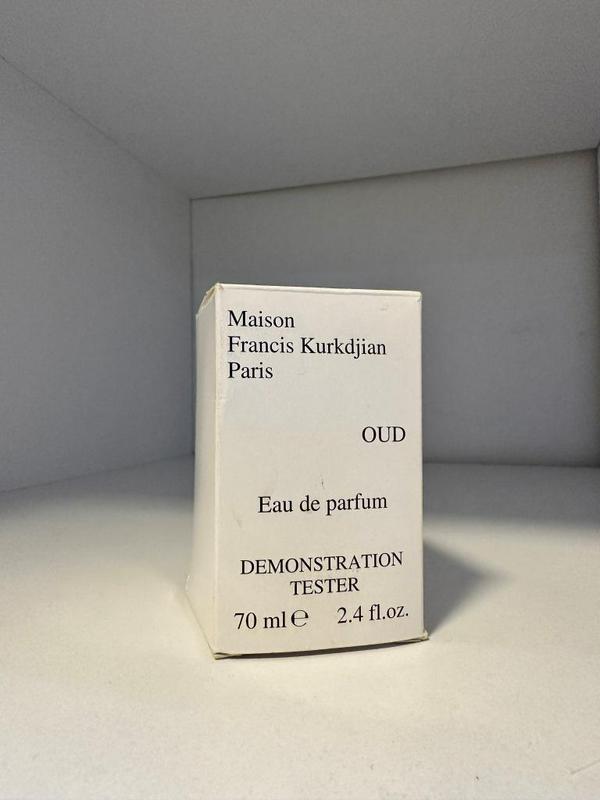 Maison
Francis Kurkdjian
Paris
OUD
Eau de parfum
DEMONSTRATION
TESTER
70 ml ℮ 2.4 fl.oz.